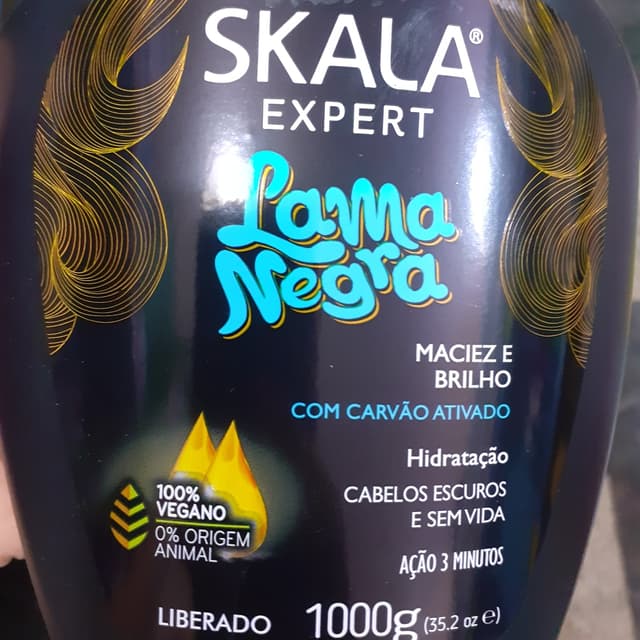 SKALA®
EXPERT
Lama
Negra
MACIEZ E
BRILHO
COM CARVÃO ATIVADO
Hidratação
CABELOS ESCUROS
E SEM VIDA
AÇÃO 3 MINUTOS
100%
VEGANO
0% ORIGEM
ANIMAL
LIBERADO 1000g (35.2 oz ℮)